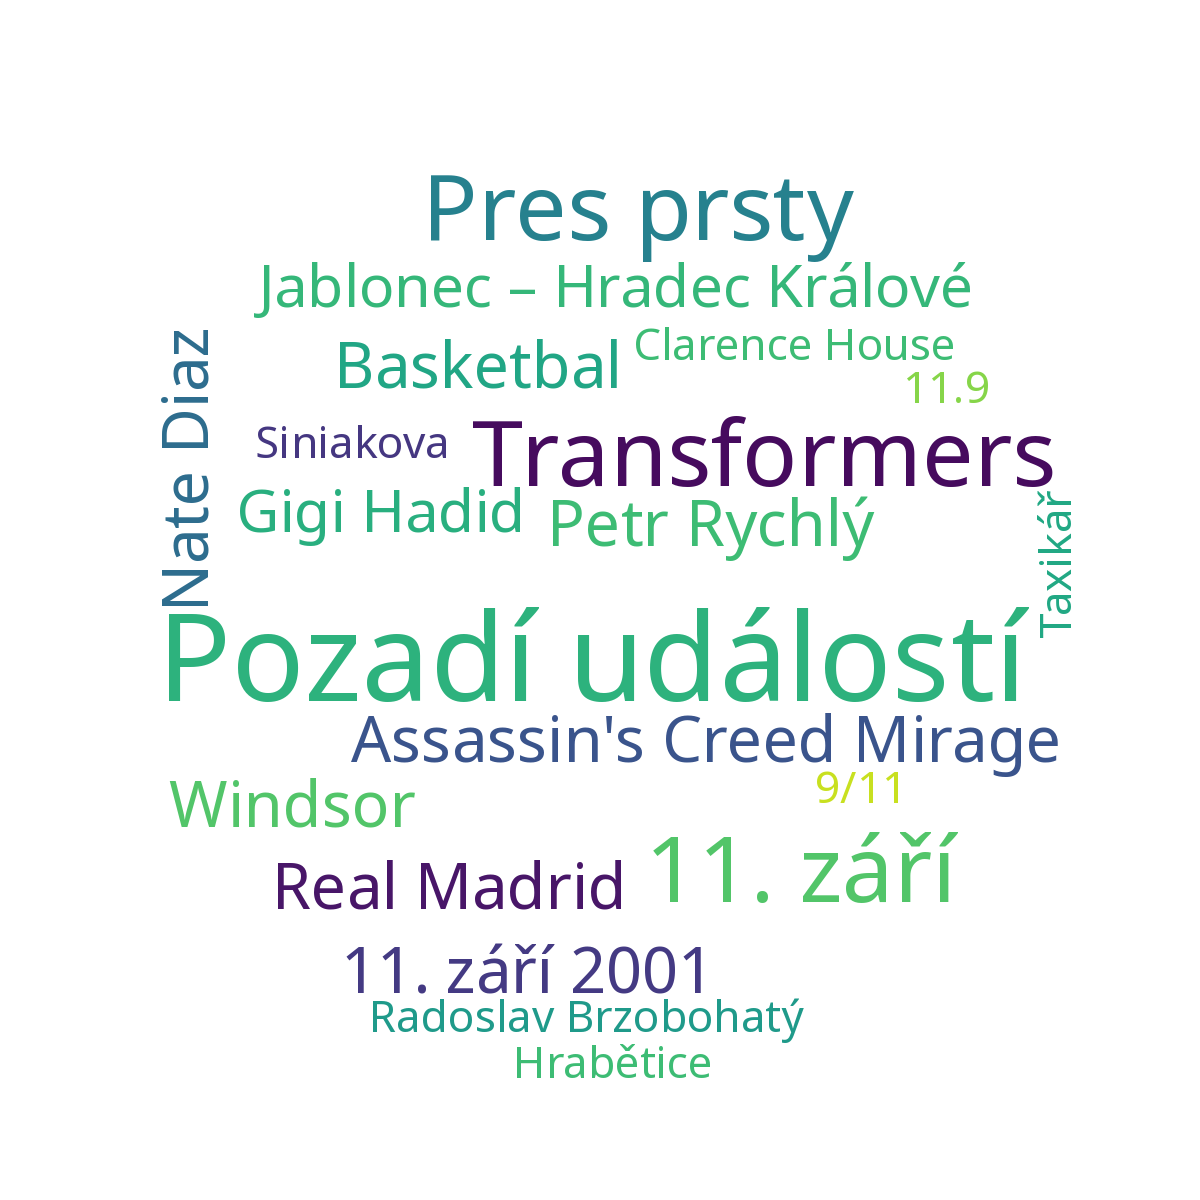 Pres prsty
Jablonec – Hradec Králové
Nate Diaz
Basketbal
Clarence House
11.9
Siniakova
Transformers
Gigi Hadid
Petr Rychlý
Taxikář
Pozadí událostí
Assassin's Creed Mirage
Windsor
9/11
Real Madrid
11. září
11. září 2001
Radoslav Brzobohatý
Hrabětice